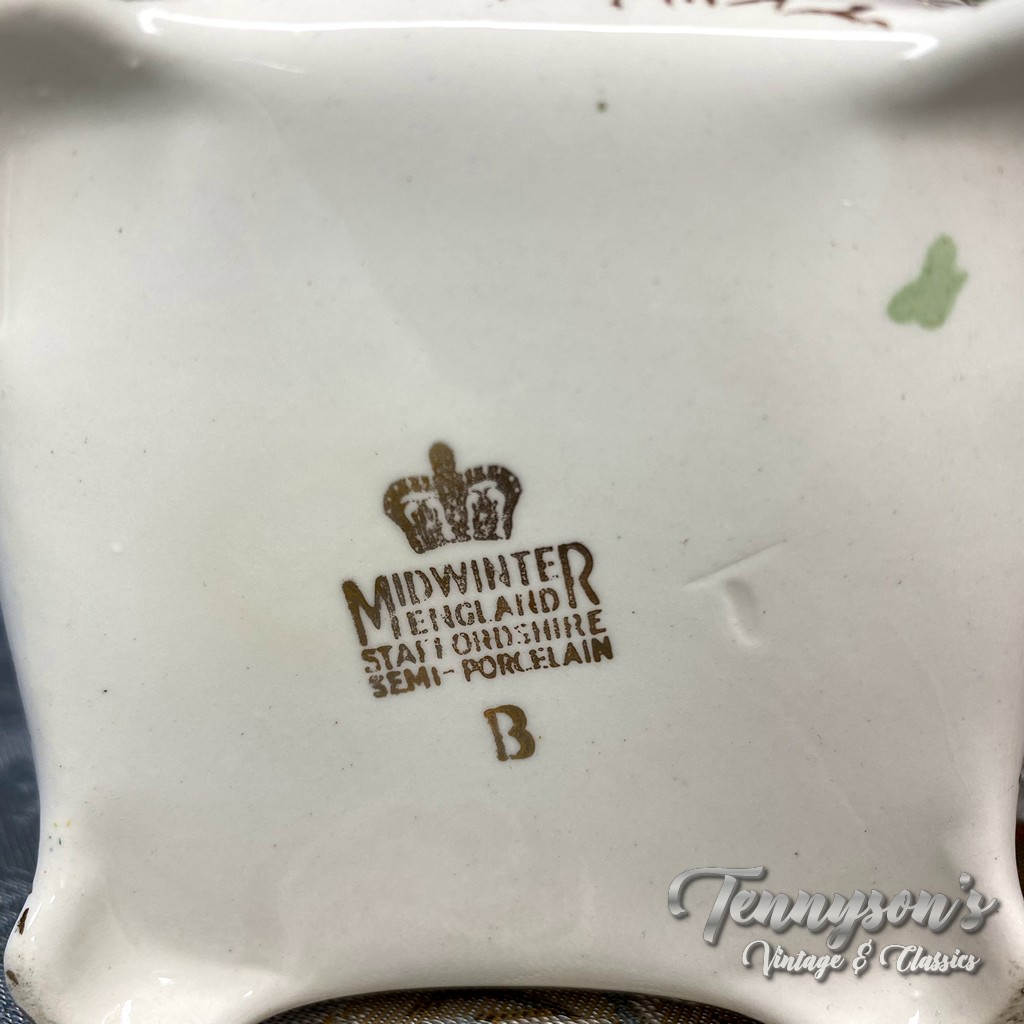 MIDWINTER
ENGLAND
STAFFORDSHIRE
SEMI-PORCELAIN
B
Tennyson's
Vintage & Classics